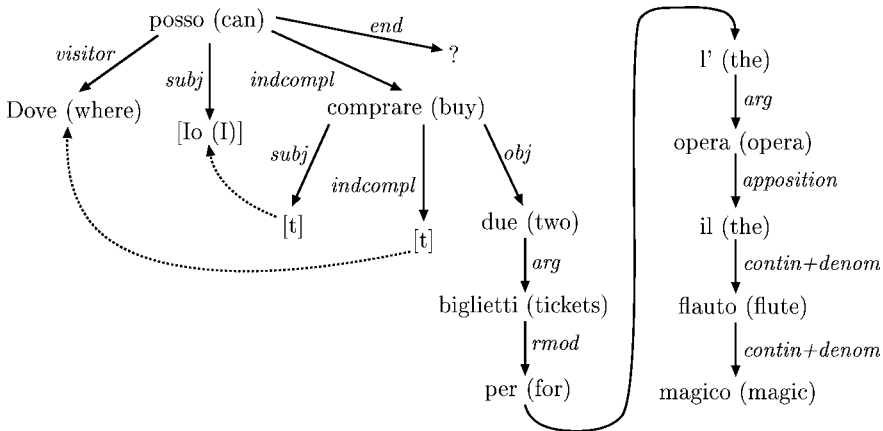 posso (can)
end
?
visitor
subj
indcompl
Dove (where)
[Io (I)]
comprare (buy)
subj
indcompl
obj
[t]
[t]
due (two)
arg
biglietti (tickets)
rmod
per (for)
l' (the)
arg
opera (opera)
apposition
il (the)
contin+denom
flauto (flute)
contin+denom
magico (magic)